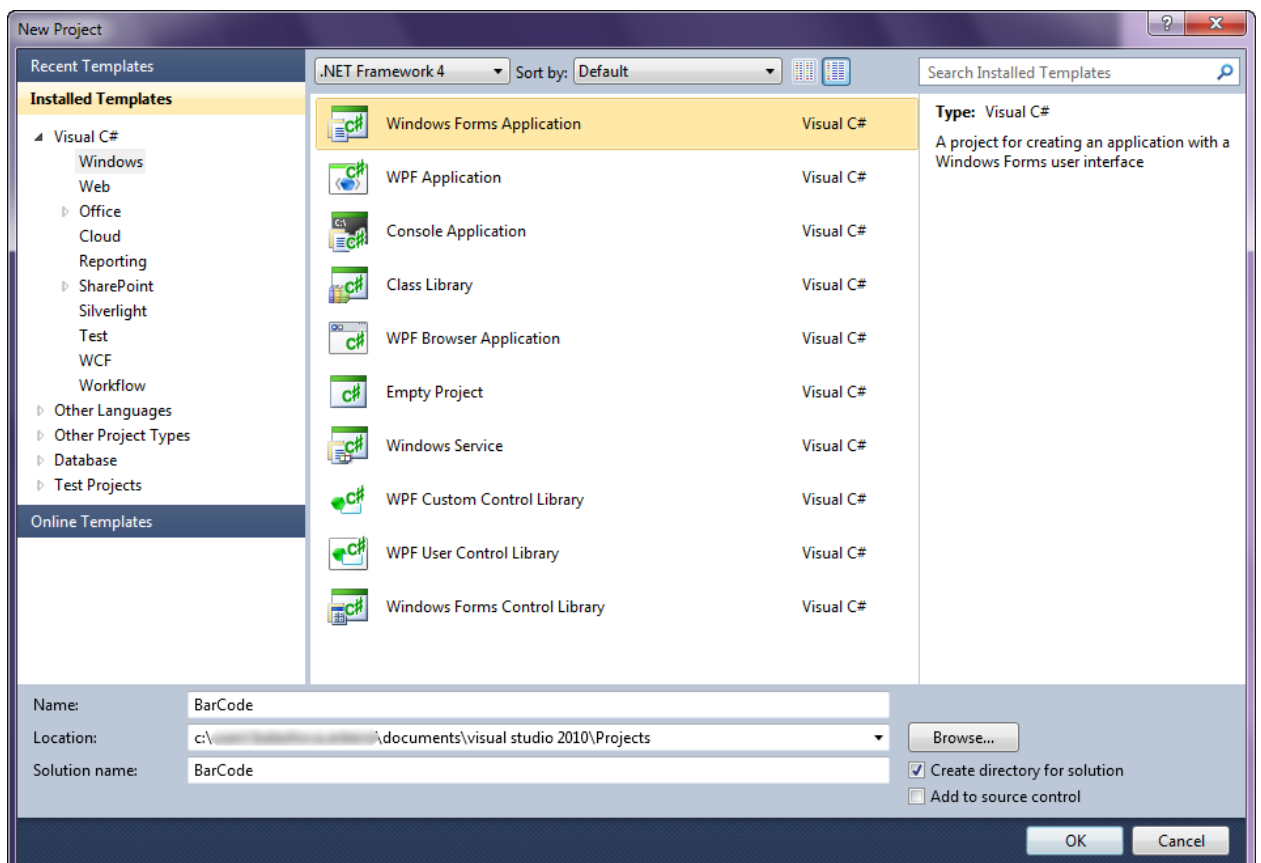 New Project
Recent Templates
Installed Templates
Visual C#
Windows
Web
Office
Cloud
Reporting
SharePoint
Silverlight
Test
WCF
Workflow
Other Languages
Other Project Types
Database
Test Projects
Online Templates
.NET Framework 4 Sort by: Default
Windows Forms Application Visual C#
WPF Application Visual C#
Console Application Visual C#
Class Library Visual C#
WPF Browser Application Visual C#
Empty Project Visual C#
Windows Service Visual C#
WPF Custom Control Library Visual C#
WPF User Control Library Visual C#
Windows Forms Control Library Visual C#
Search Installed Templates
Type: Visual C#
A project for creating an application with a
Windows Forms user interface
Name: BarCode
Location: c:\ \documents\visual studio 2010\Projects Browse...
Solution name: BarCode
Create directory for solution
Add to source control
OK Cancel